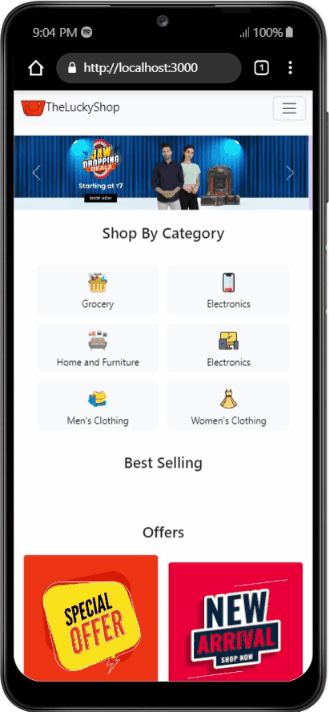 9:04 PM 100%
http://localhost:3000 1
TheLuckyShop
JAW
DROPPING
DEALS
Starting at ₹7
SHOP NOW
Shop By Category
Grocery Electronics
Home and Furniture Electronics
Men's Clothing Women's Clothing
Best Selling
Offers
SPECIAL
OFFER
NEW
ARRIVAL
SHOP NOW